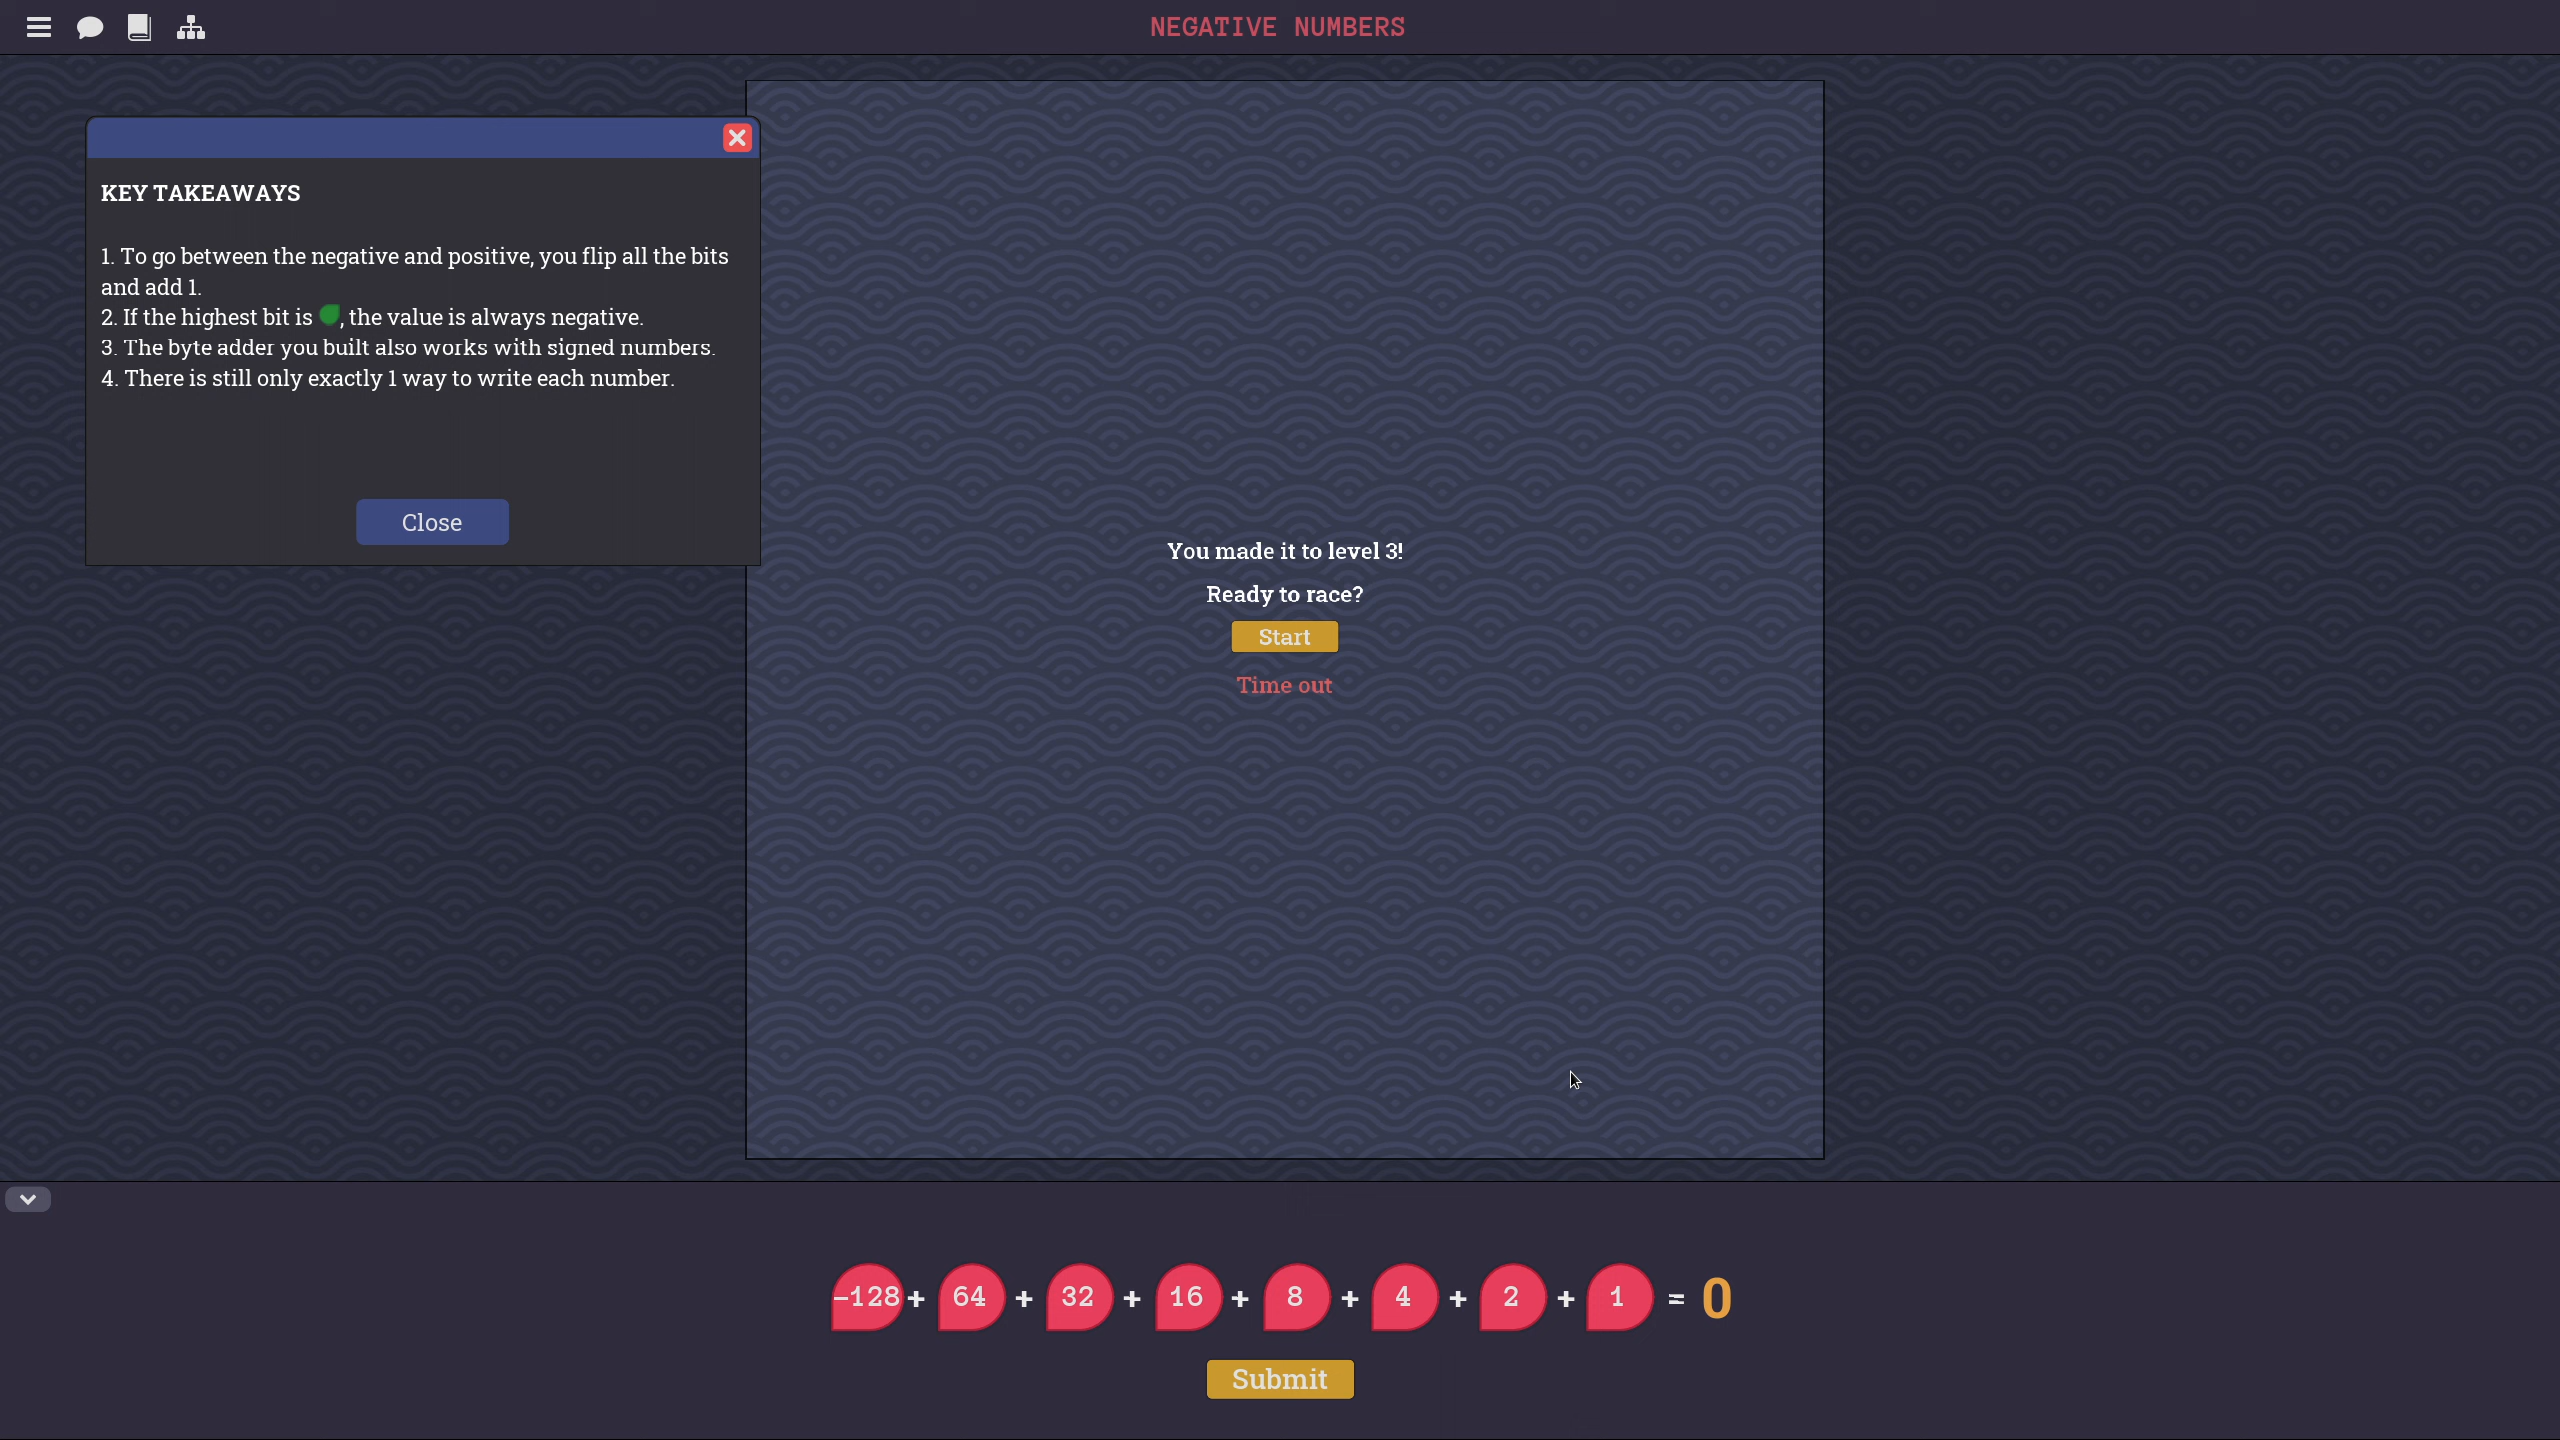 NEGATIVE NUMBERS
KEY TAKEAWAYS
1. To go between the negative and positive, you flip all the bits
and add 1.
2. If the highest bit is , the value is always negative.
3. The byte adder you built also works with signed numbers.
4. There is still only exactly 1 way to write each number.
Close
You made it to level 3!
Ready to race?
Start
Time out
-128 + 64 + 32 + 16 + 8 + 4 + 2 + 1 = 0
Submit